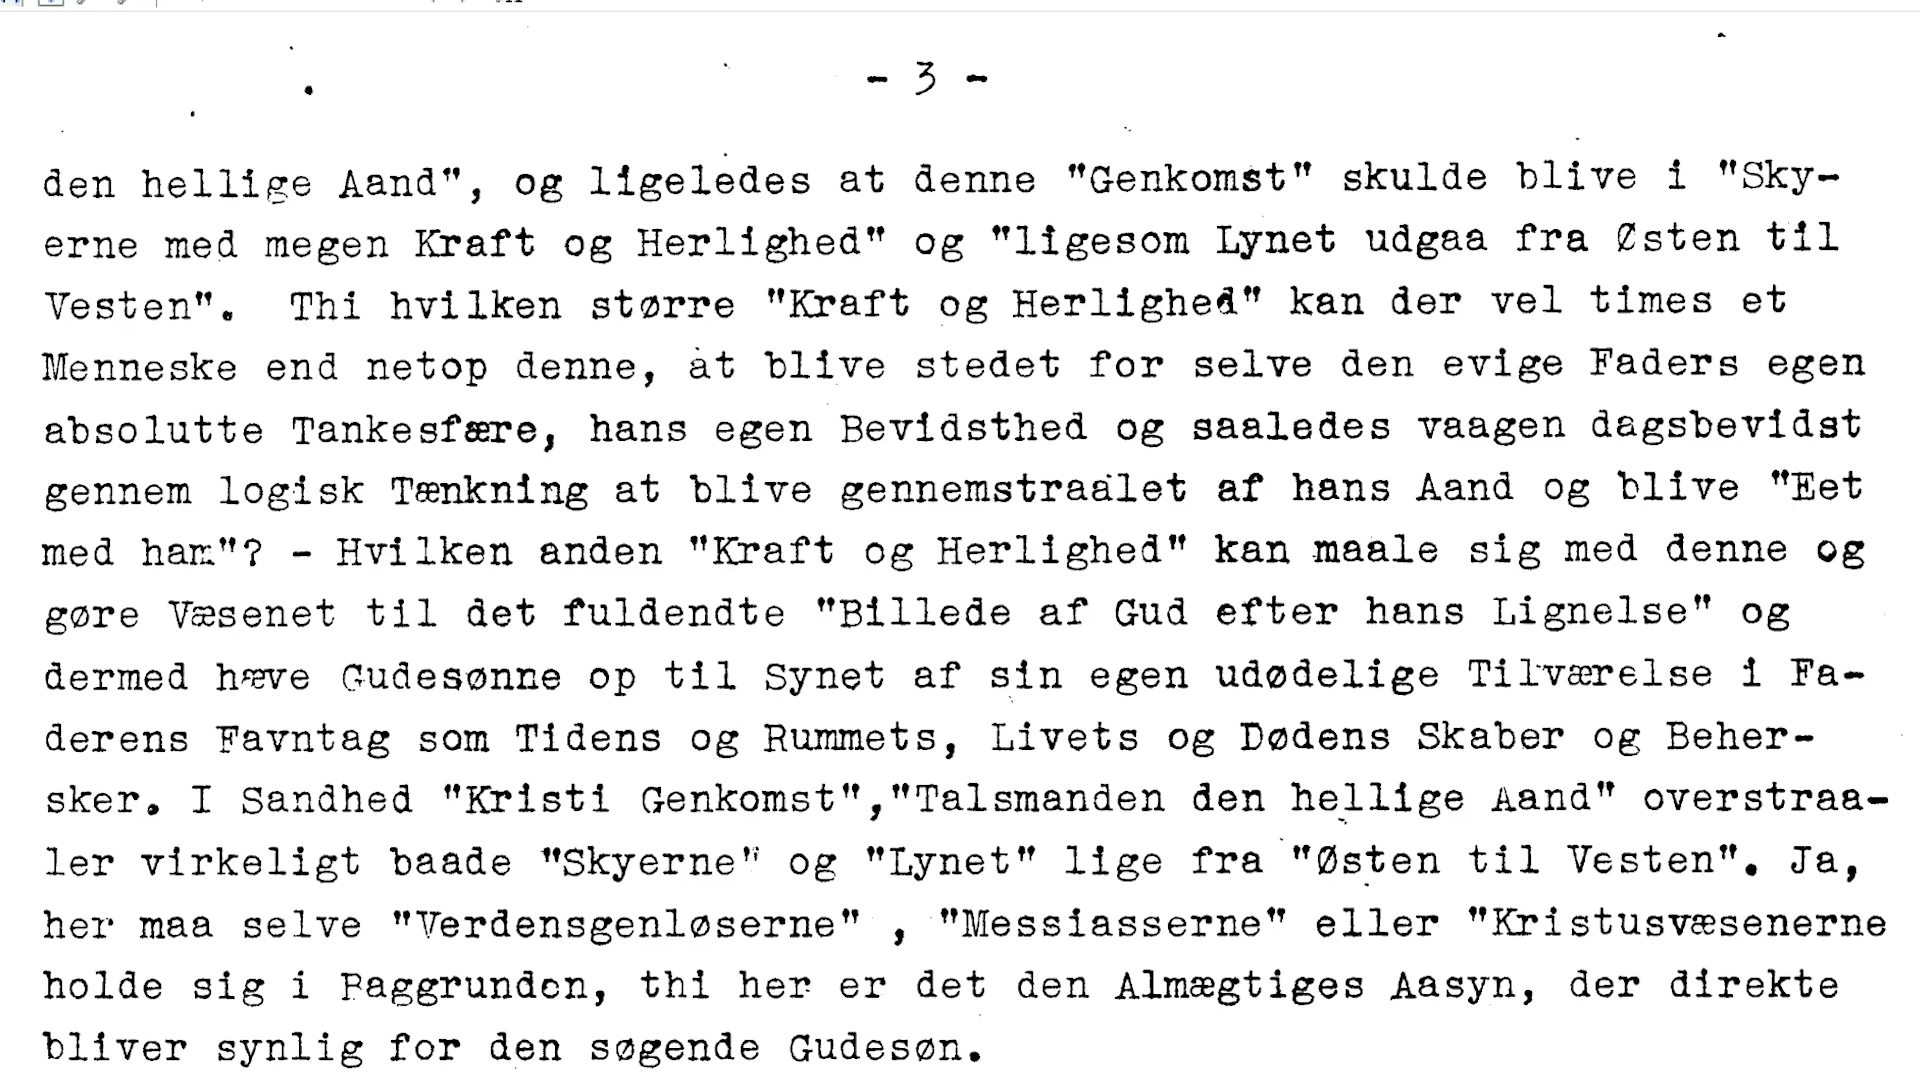 - 3 -
den hellige Aand", og ligeledes at denne "Genkomst" skulde blive i "Sky-
erne med megen Kraft og Herlighed" og "ligesom Lynet udgaa fra Østen til
Vesten". Thi hvilken større "Kraft og Herlighed" kan der vel times et
Menneske end netop denne, at blive stedet for selve den evige Faders egen
absolutte Tankesfære, hans egen Bevidsthed og saaledes vaagen dagsbevidst
gennem logisk Tænkning at blive gennemstraalet af hans Aand og blive "Eet
med ham"? - Hvilken anden "Kraft og Herlighed" kan maale sig med denne og
gøre Væsenet til det fuldendte "Billede af Gud efter hans Lignelse" og
dermed hæve Gudesønne op til Synet af sin egen udødelige Tilværelse i Fa-
derens Favntag som Tidens og Rummets, Livets og Dødens Skaber og Beher-
sker. I Sandhed "Kristi Genkomst","Talsmanden den hellige Aand" overstraa-
ler virkeligt baade "Skyerne" og "Lynet" lige fra "Østen til Vesten". Ja,
her maa selve "Verdensgenløserne" , "Messiasserne" eller "Kristusvæsenerne
holde sig i Baggrunden, thi her er det den Almægtiges Aasyn, der direkte
bliver synlig for den søgende Gudesøn.